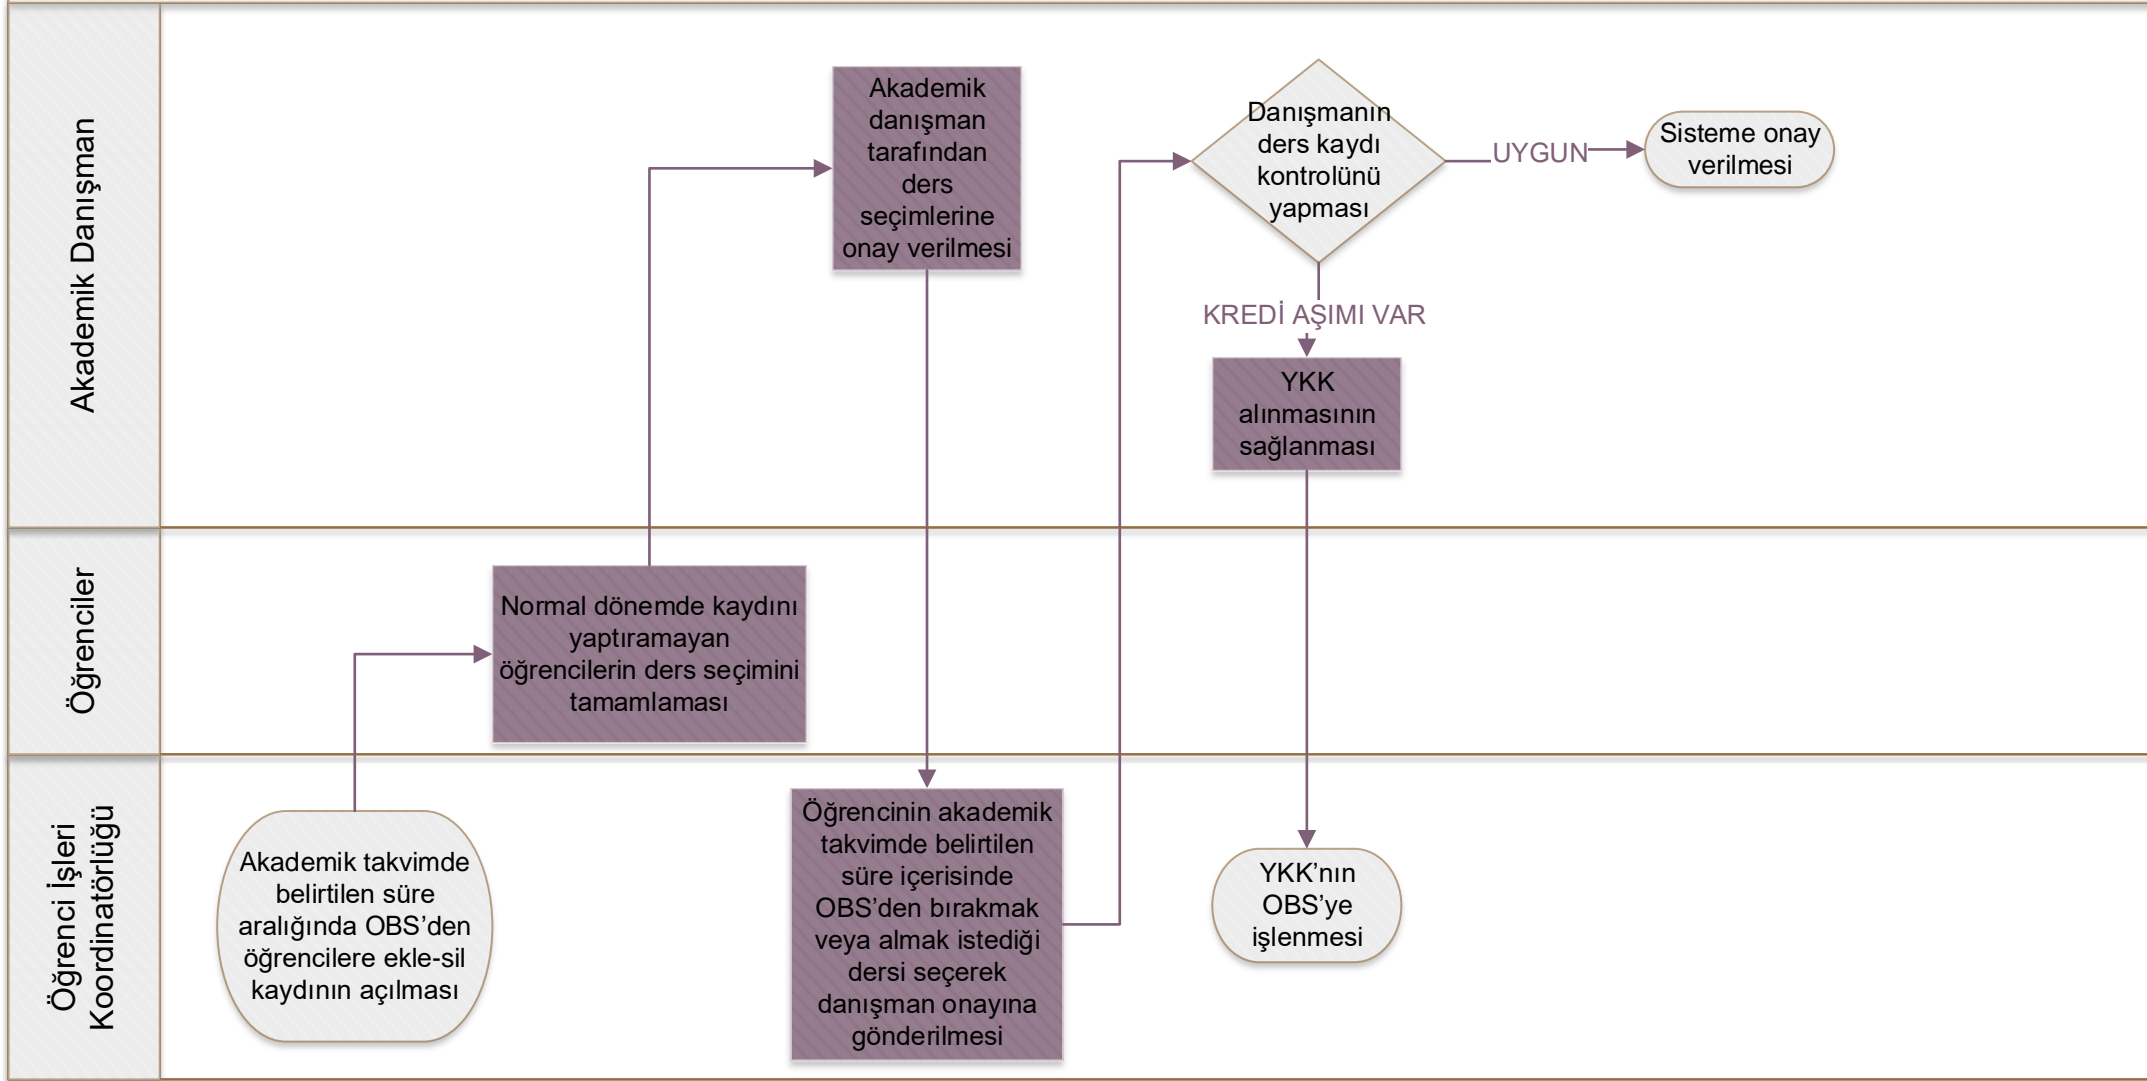 Akademik Danışman
Akademik
danışman
tarafından
ders
seçimlerine
onay verilmesi
Danışmanın
ders kaydı
kontrolünü
yapması
UYGUN
Sisteme onay
verilmesi
KREDİ AŞIMI VAR
YKK
alınmasının
sağlanması
Öğrenciler
Normal dönemde kaydını
yaptıramayan
öğrencilerin ders seçimini
tamamlaması
Öğrenci İşleri
Koordinatörlüğü
Akademik takvimde
belirtilen süre
aralığında OBS’den
öğrencilere ekle-sil
kaydının açılması
Öğrencinin akademik
takvimde belirtilen
süre içerisinde
OBS’den bırakmak
veya almak istediği
dersi seçerek
danışman onayına
gönderilmesi
YKK’nın
OBS’ye
işlenmesi